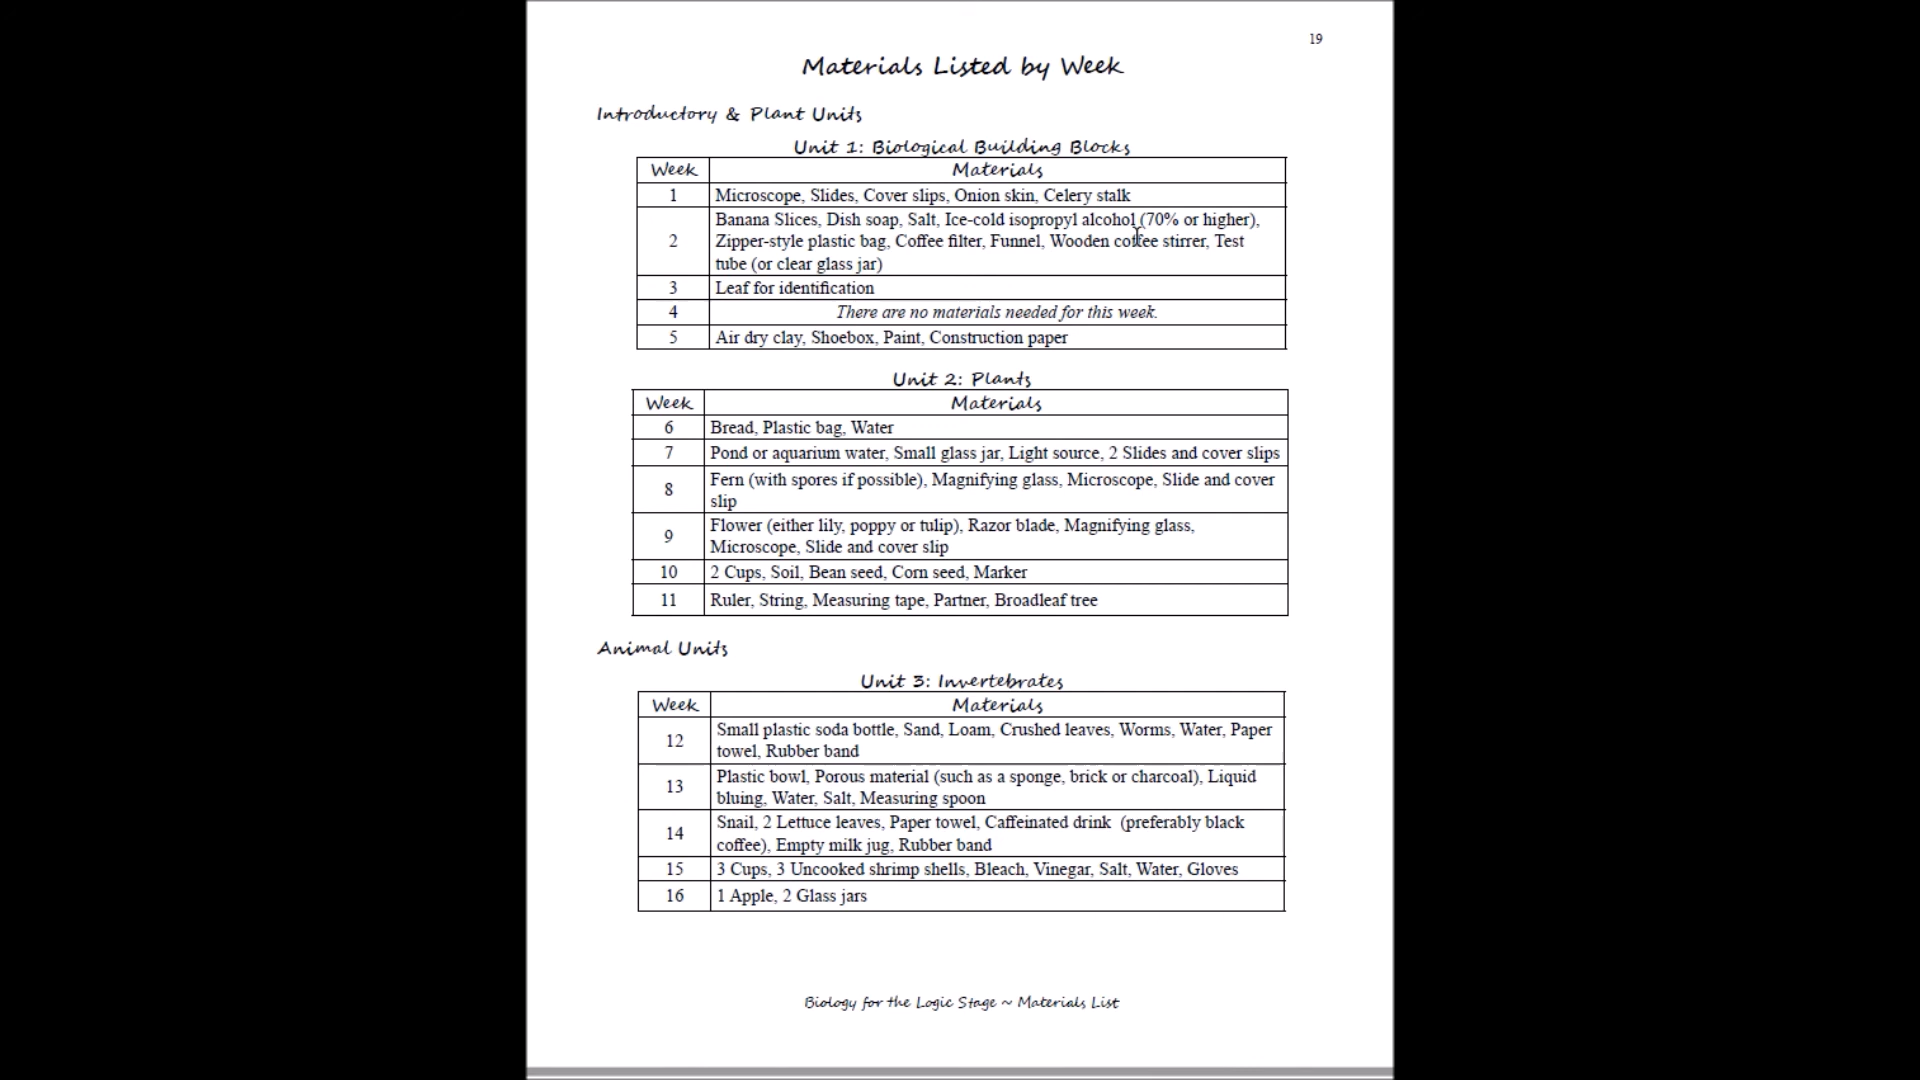 19
Materials Listed by Week
Introductory & Plant Units
Unit 1: Biological Building Blocks
Week Materials
1 Microscope, Slides, Cover slips, Onion skin, Celery stalk
2 Banana Slices, Dish soap, Salt, Ice-cold isopropyl alcohol (70% or higher),
Zipper-style plastic bag, Coffee filter, Funnel, Wooden coffee stirrer, Test
tube (or clear glass jar)
3 Leaf for identification
4 There are no materials needed for this week.
5 Air dry clay, Shoebox, Paint, Construction paper
Unit 2: Plants
Week Materials
6 Bread, Plastic bag, Water
7 Pond or aquarium water, Small glass jar, Light source, 2 Slides and cover slips
8 Fern (with spores if possible), Magnifying glass, Microscope, Slide and cover
slip
9 Flower (either lily, poppy or tulip), Razor blade, Magnifying glass,
Microscope, Slide and cover slip
10 2 Cups, Soil, Bean seed, Corn seed, Marker
11 Ruler, String, Measuring tape, Partner, Broadleaf tree
Animal Units
Unit 3: Invertebrates
Week Materials
12 Small plastic soda bottle, Sand, Loam, Crushed leaves, Worms, Water, Paper
towel, Rubber band
13 Plastic bowl, Porous material (such as a sponge, brick or charcoal), Liquid
bluing, Water, Salt, Measuring spoon
14 Snail, 2 Lettuce leaves, Paper towel, Caffeinated drink (preferably black
coffee), Empty milk jug, Rubber band
15 3 Cups, 3 Uncooked shrimp shells, Bleach, Vinegar, Salt, Water, Gloves
16 1 Apple, 2 Glass jars
Biology for the Logic Stage ~ Materials List